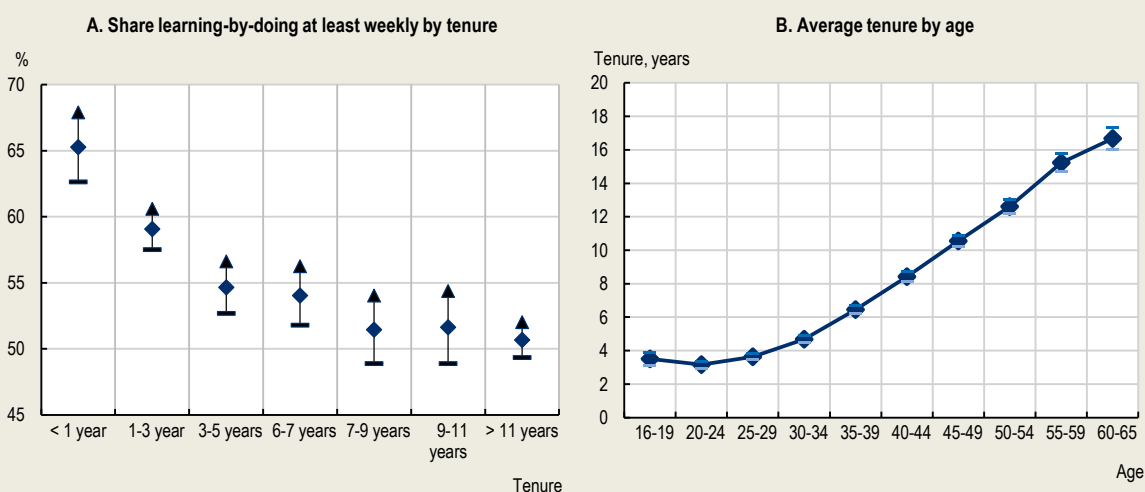 A. Share learning-by-doing at least weekly by tenure
%
70
65
60
55
50
45
< 1 year
1-3 year
3-5 years
6-7 years
7-9 years
9-11
years
> 11 years
Tenure
B. Average tenure by age
Tenure, years
20
18
16
14
12
10
8
6
4
2
0
16-19
20-24
25-29
30-34
35-39
40-44
45-49
50-54
55-59
60-65
Age